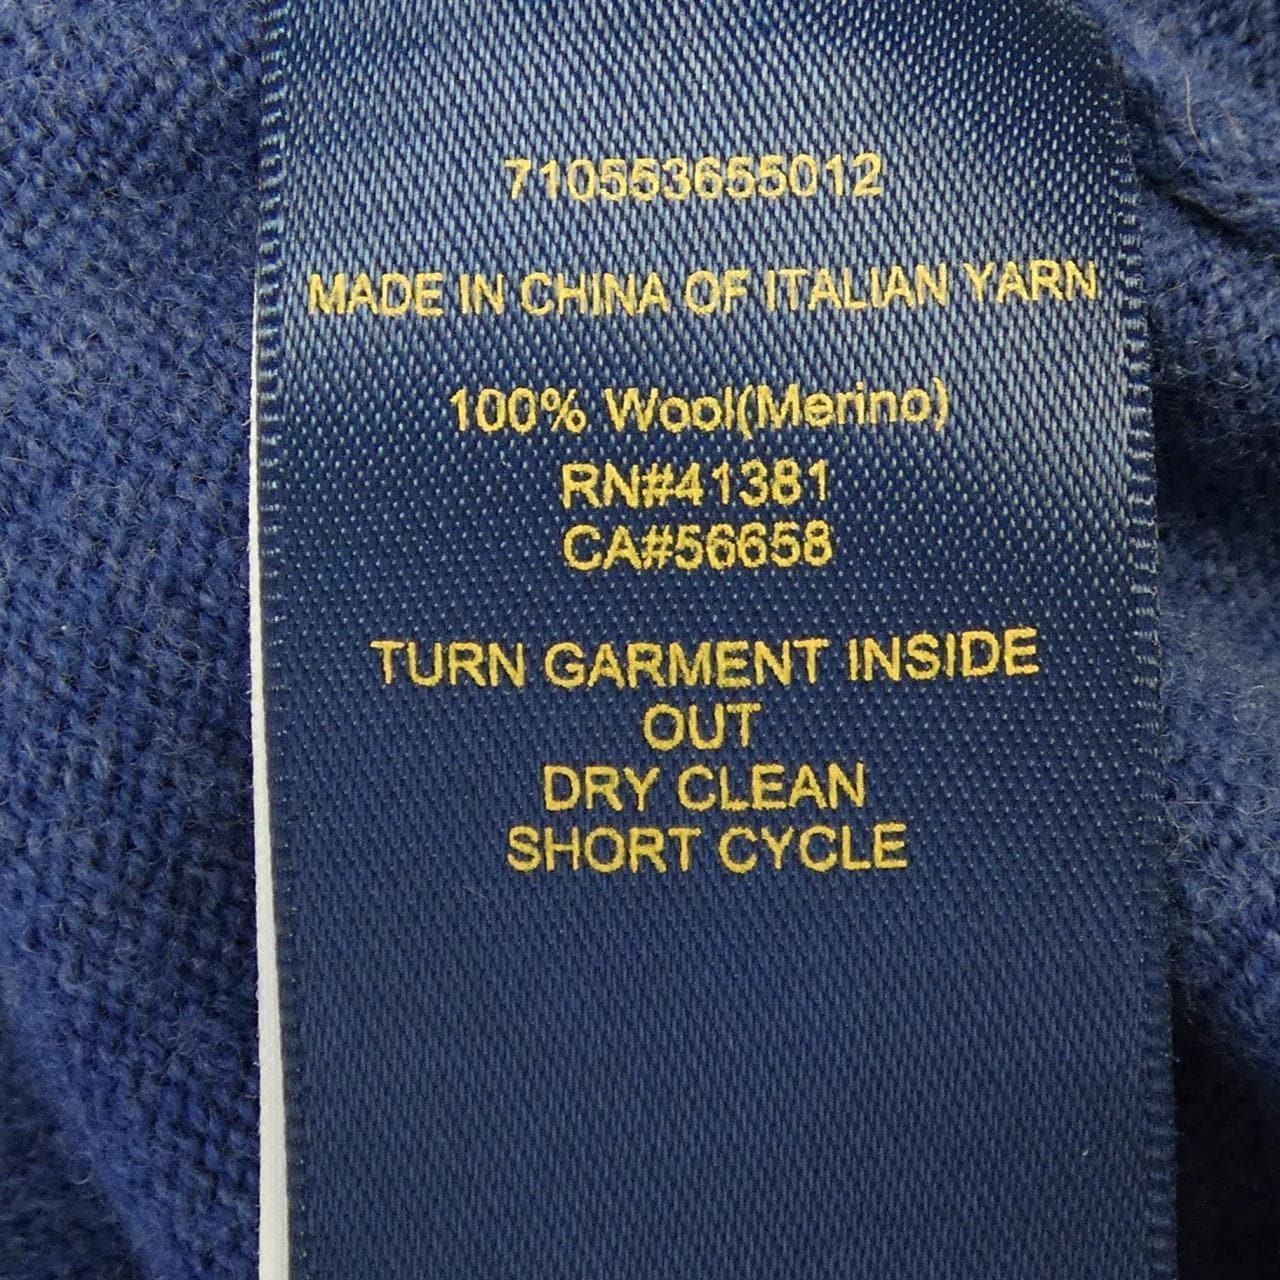 710553655012
MADE IN CHINA OF ITALIAN YARN
100% Wool(Merino)
RN#41381
CA#56658
TURN GARMENT INSIDE
OUT
DRY CLEAN
SHORT CYCLE